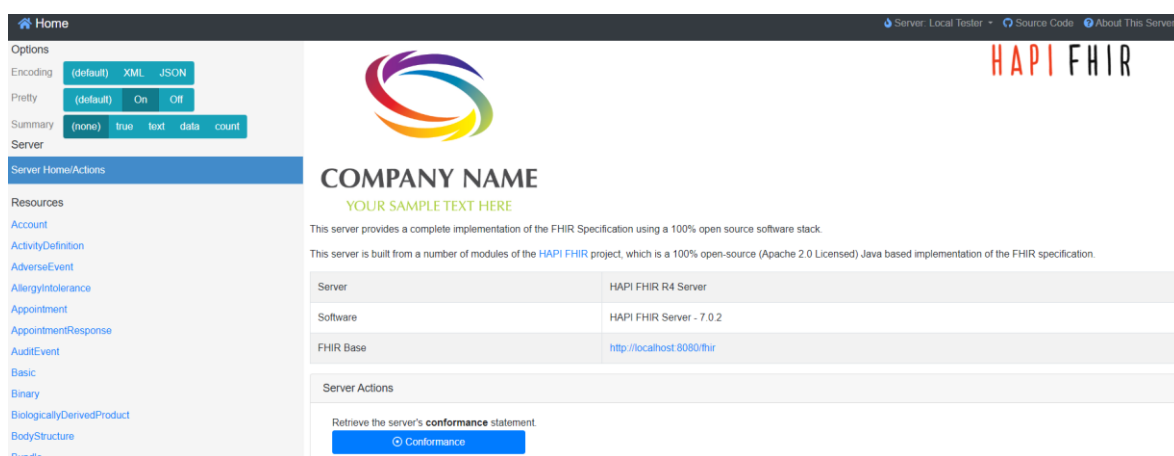 Home
Server: Local Tester
Source Code
About This Server
Options
Encoding (default) XML JSON
Pretty (default) On Off
Summary (none) true text data count
Server
Server Home/Actions
Resources
Account
ActivityDefinition
AdverseEvent
AllergyIntolerance
Appointment
AppointmentResponse
AuditEvent
Basic
Binary
BiologicallyDerivedProduct
BodyStructure
Bundle
HAPI FHIR
COMPANY NAME
YOUR SAMPLE TEXT HERE
This server provides a complete implementation of the FHIR Specification using a 100% open source software stack.
This server is built from a number of modules of the HAPI FHIR project, which is a 100% open-source (Apache 2.0 Licensed) Java based implementation of the FHIR specification.
Server HAPI FHIR R4 Server
Software HAPI FHIR Server - 7.0.2
FHIR Base http://localhost:8080/fhir
Server Actions
Retrieve the server's conformance statement.
Conformance